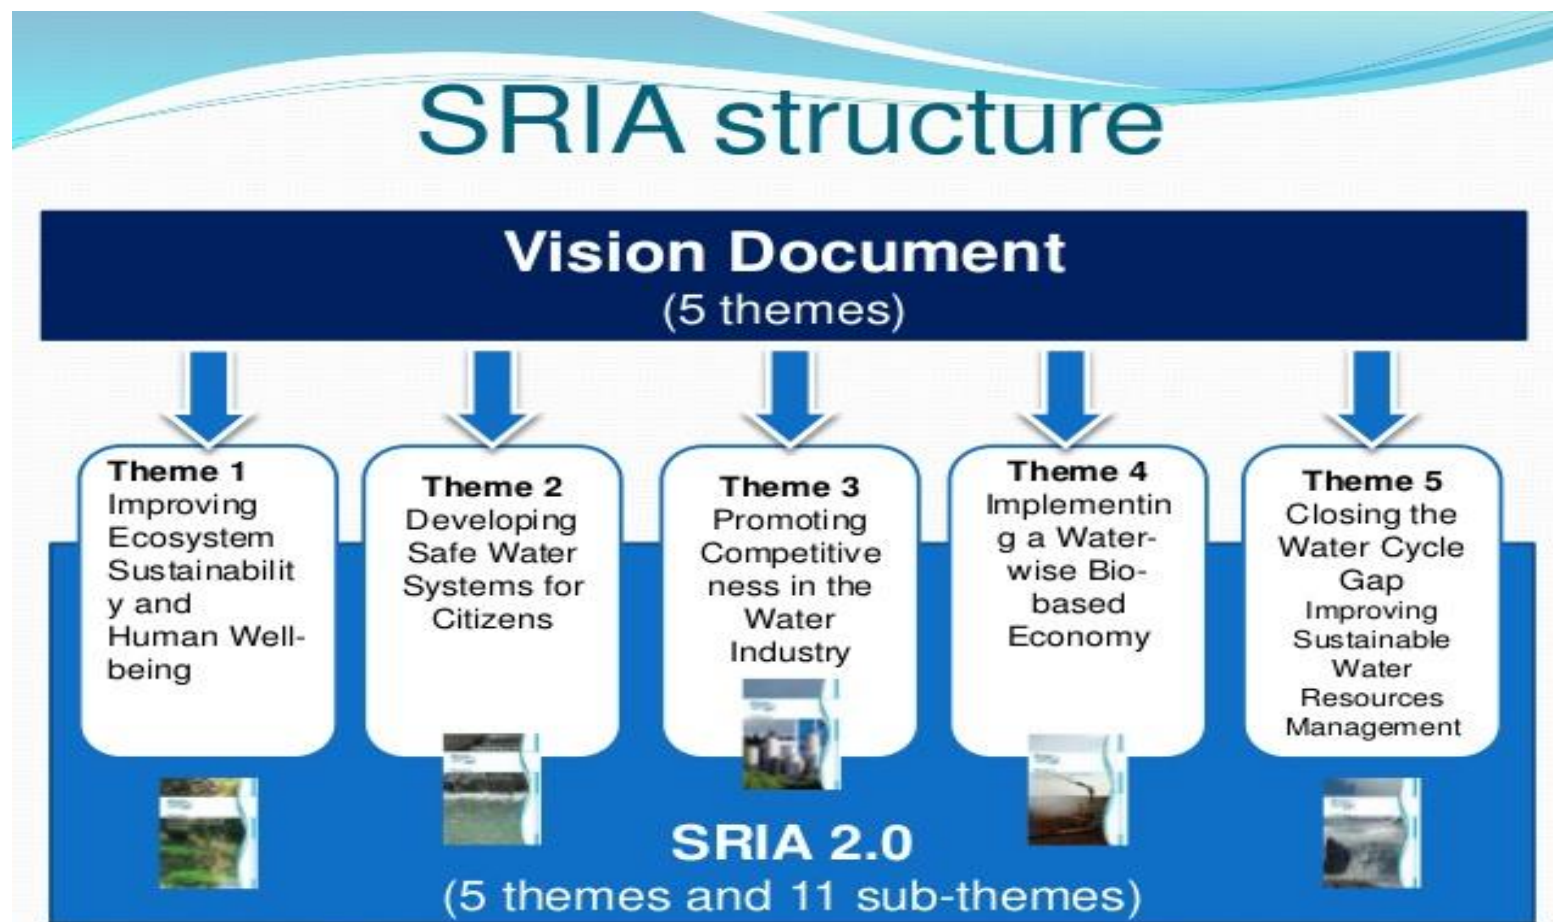 SRIA structure
Vision Document
(5 themes)
Theme 1
Improving
Ecosystem
Sustainabilit
y and
Human Well-
being
Theme 2
Developing
Safe Water
Systems for
Citizens
Theme 3
Promoting
Competitive
ness in the
Water
Industry
Theme 4
Implementin
g a Water-
wise Bio-
based
Economy
Theme 5
Closing the
Water Cycle
Gap
Improving
Sustainable
Water
Resources
Management
SRIA 2.0
(5 themes and 11 sub-themes)